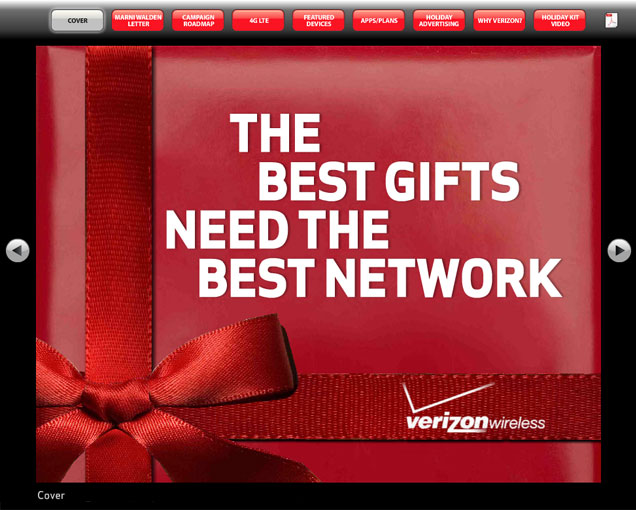 COVER
MARNI WALDEN
LETTER
CAMPAIGN
ROADMAP
4G LTE
FEATURED
DEVICES
APPS/PLANS
HOLIDAY
ADVERTISING
WHY VERIZON?
HOLIDAY KIT
VIDEO
THE
BEST GIFTS
NEED THE
BEST NETWORK
verizonwireless
Cover